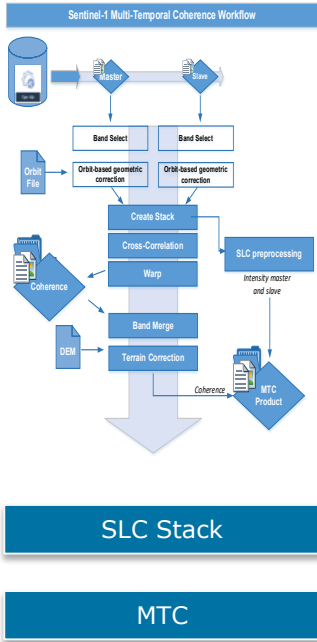 Sentinel-1 Multi-Temporal Coherence Workflow
Master
Slave
Band Select
Band Select
Orbit
File
Orbit-based geometric
correction
Orbit-based geometric
correction
Create Stack
Cross-Correlation
Warp
SLC preprocessing
Intensity master
and slave
Coherence
Band Merge
DEM
Terrain Correction
Coherence
MTC
Product
SLC Stack
MTC